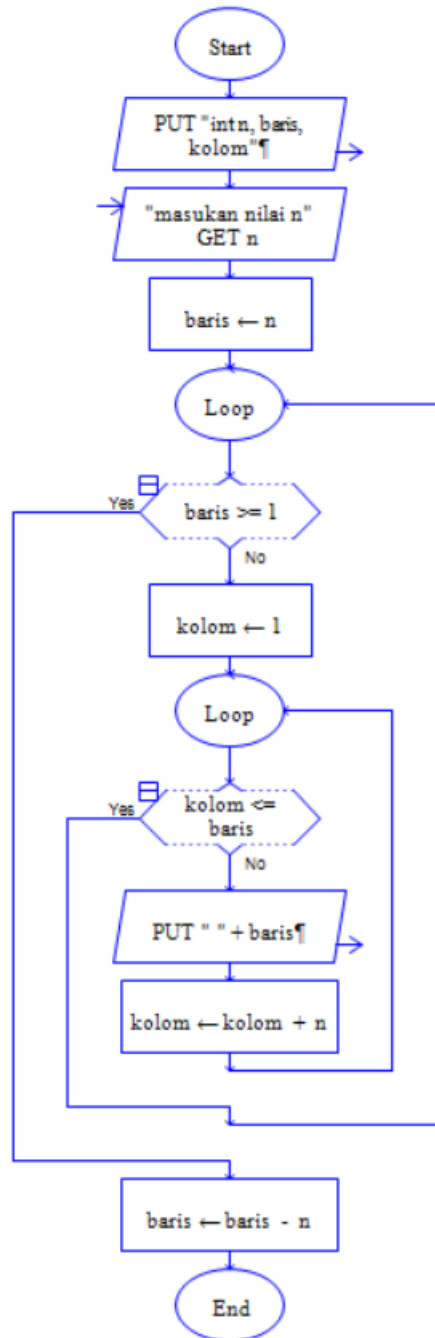 Start
PUT "int n, baris,
kolom"¶
"masukan nilai n"
GET n
baris ← n
Loop
Yes
baris >= 1
No
kolom ← 1
Loop
Yes
kolom <=
baris
No
PUT " " + baris¶
kolom ← kolom + n
baris ← baris - n
End